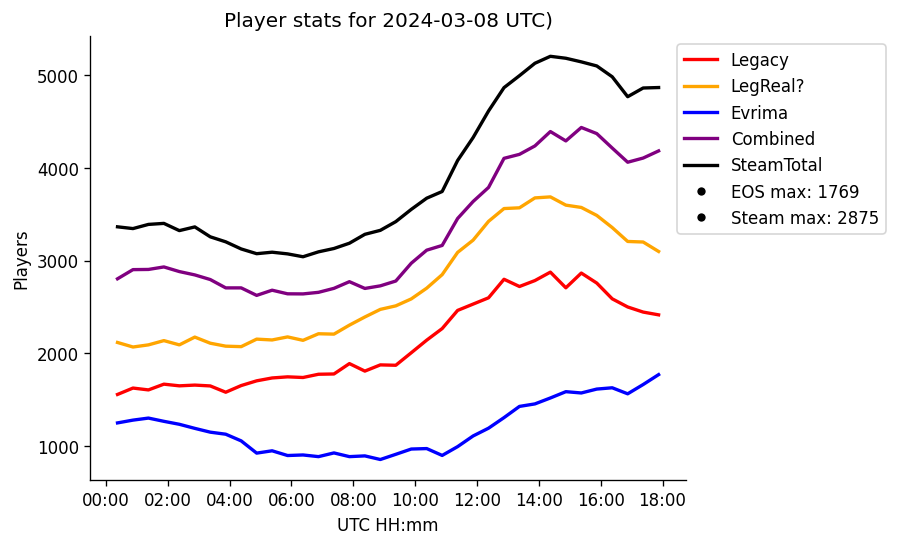 Player stats for 2024-03-08 UTC)
Players
5000
4000
3000
2000
1000
00:00 02:00 04:00 06:00 08:00 10:00 12:00 14:00 16:00 18:00
UTC HH:mm
Legacy
LegReal?
Evrima
Combined
SteamTotal
EOS max: 1769
Steam max: 2875